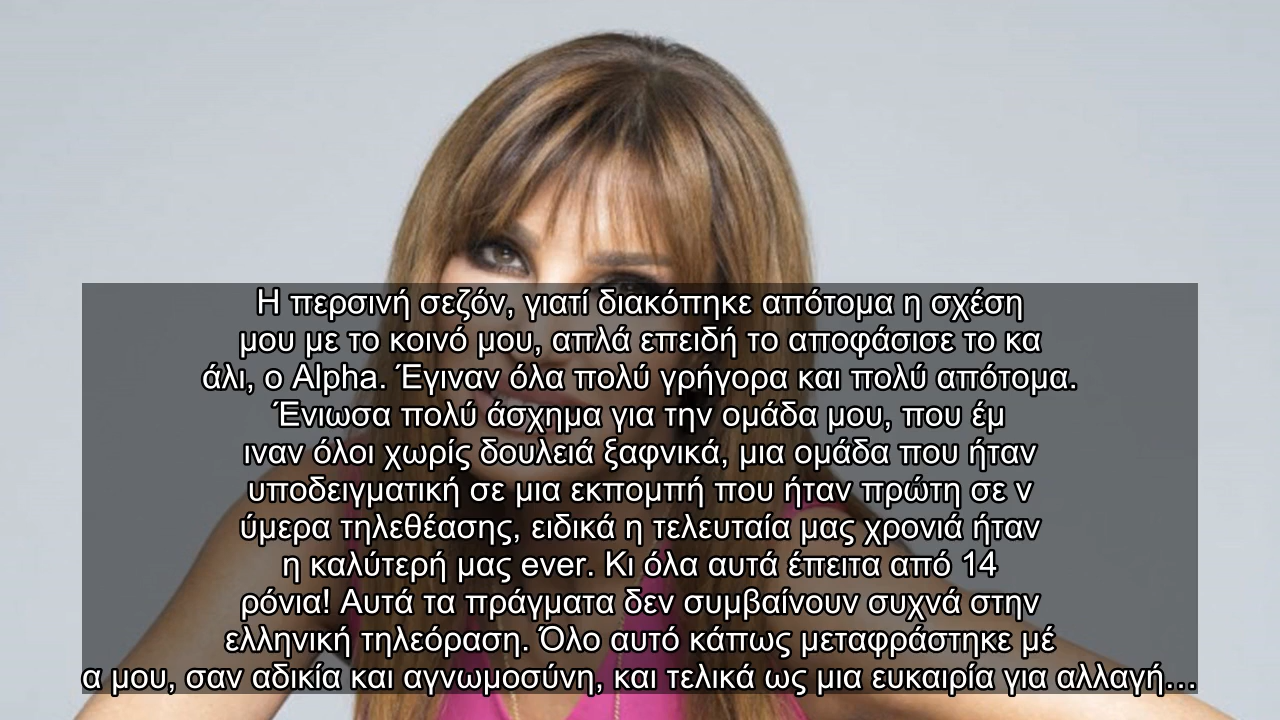 Η περσινή σεζόν, γιατί διακόπηκε απότομα η σχέση
μου με το κοινό μου, απλά επειδή το αποφάσισε το κα
άλι, ο Alpha. Έγιναν όλα πολύ γρήγορα και πολύ απότομα.
Ένιωσα πολύ άσχημα για την ομάδα μου, που έμ
ιναν όλοι χωρίς δουλειά ξαφνικά, μια ομάδα που ήταν
υποδειγματική σε μια εκπομπή που ήταν πρώτη σε ν
ύμερα τηλεθέασης, ειδικά η τελευταία μας χρονιά ήταν
η καλύτερή μας ever. Κι όλα αυτά έπειτα από 14
ρόνια! Αυτά τα πράγματα δεν συμβαίνουν συχνά στην
ελληνική τηλεόραση. Όλο αυτό κάπως μεταφράστηκε μέ
α μου, σαν αδικία και αγνωμοσύνη, και τελικά ως μια ευκαιρία για αλλαγή…